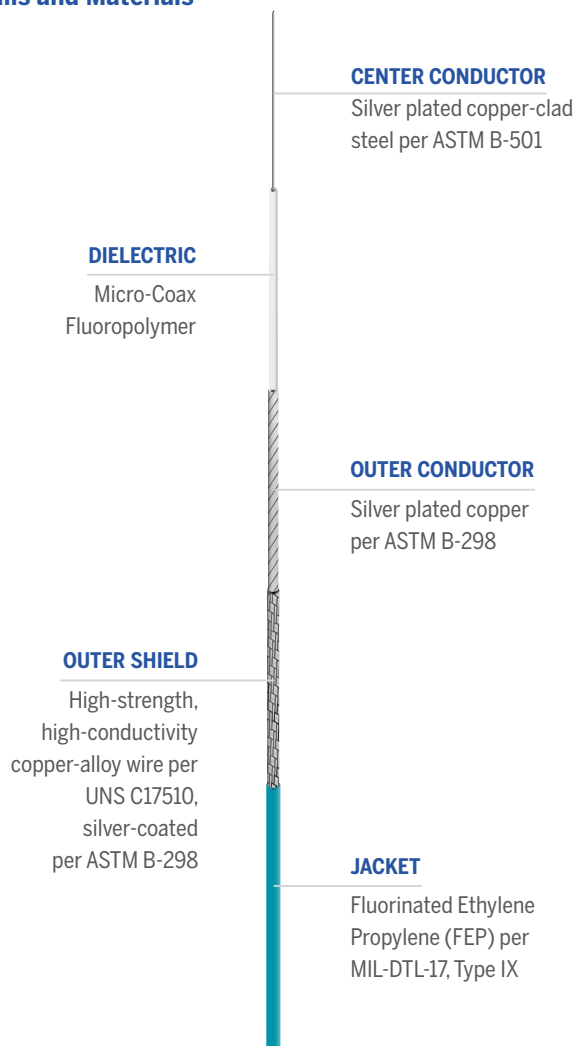 and Materials
CENTER CONDUCTOR
Silver plated copper-clad
steel per ASTM B-501
DIELECTRIC
Micro-Coax
Fluoropolymer
OUTER CONDUCTOR
Silver plated copper
per ASTM B-298
OUTER SHIELD
High-strength,
high-conductivity
copper-alloy wire per
UNS C17510,
silver-coated
per ASTM B-298
JACKET
Fluorinated Ethylene
Propylene (FEP) per
MIL-DTL-17, Type IX